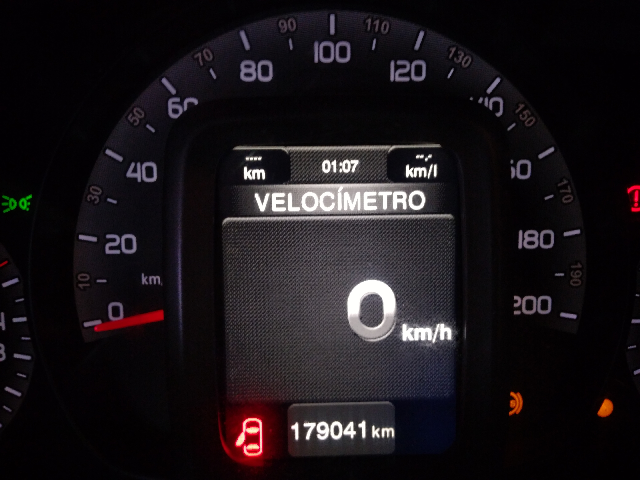 90 100 110
70 80 120 130
50 60 140 150
30 40 160 170
10 20 180 190
0 200
km/
---- km 01:07 --.- km/l
VELOCÍMETRO
0 km/h
179041 km